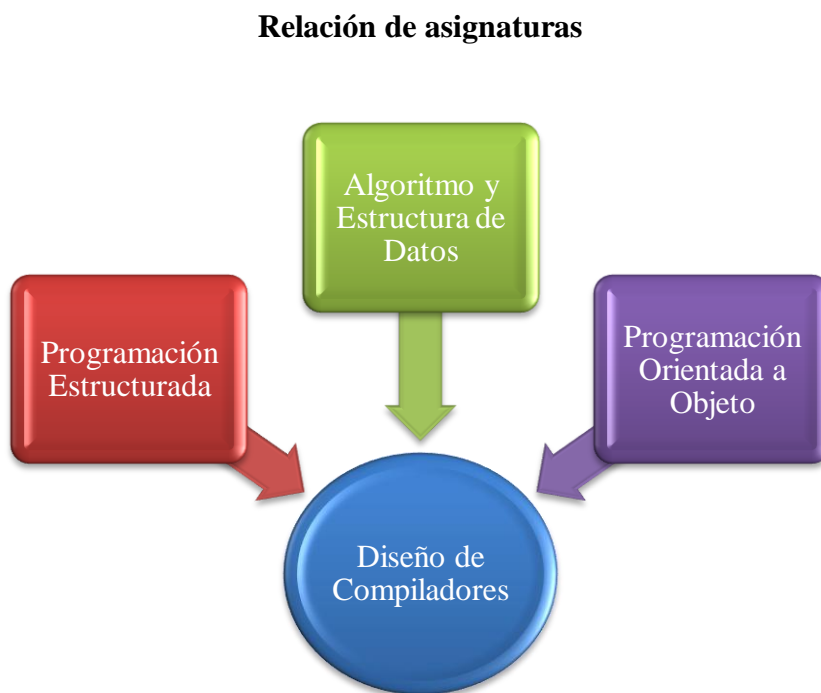 Relación de asignaturas
Algoritmo y
Estructura de
Datos
Programación
Estructurada
Programación
Orientada a
Objeto
Diseño de
Compiladores